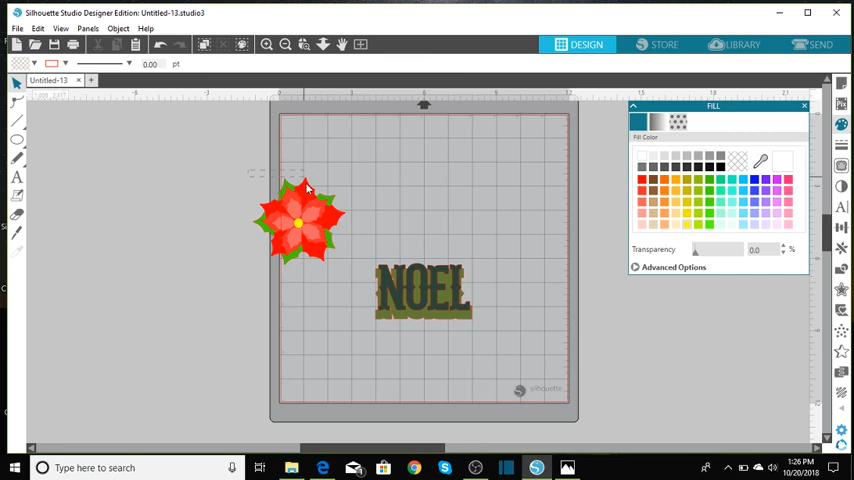 Silhouette Studio Designer Edition: Untitled-13.studio3
File Edit View Panels Object Help
DESIGN STORE LIBRARY SEND
0.00 pt
Untitled-13
FILL
Fill Color
Transparency 0.0 %
Advanced Options
NOEL
silhouette
Type here to search
1:26 PM
10/20/2018